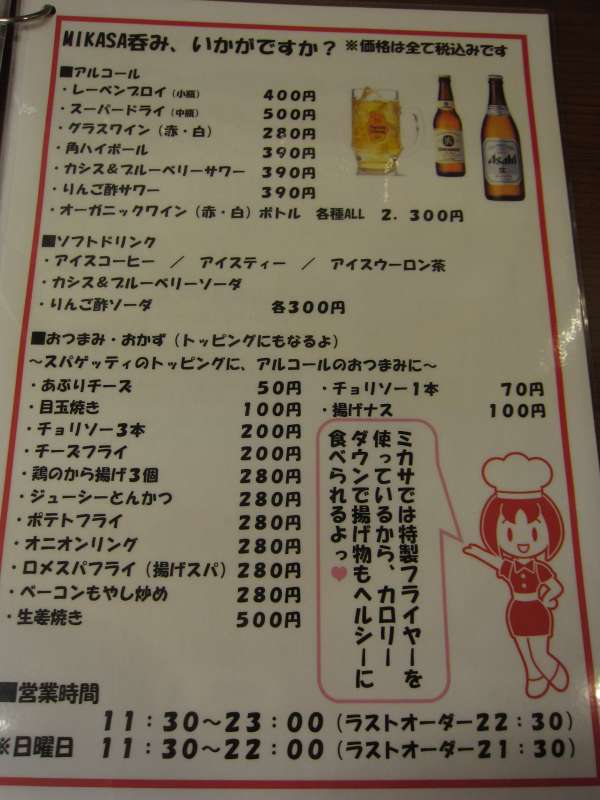 MIKASA呑み、いかがですか？ ※価格は全て税込みです
■アルコール
・レーベンブロイ（小瓶） 400円
・スーパードライ（中瓶） 500円
・グラスワイン（赤・白） 280円
・角ハイボール 390円
・カシス＆ブルーベリーサワー 390円
・りんご酢サワー 390円
・オーガニックワイン（赤・白）ボトル 各種ALL 2．300円
Asahi
■ソフトドリンク
・アイスコーヒー ／ アイスティー ／ アイスウーロン茶
・カシス＆ブルーベリーソーダ
・りんご酢ソーダ 各300円
■おつまみ・おかず（トッピングにもなるよ）
～スパゲッティのトッピングに、アルコールのおつまみに～
・あぶりチーズ 50円 ・チョリソー1本 70円
・目玉焼き 100円 ・揚げナス 100円
・チョリソー3本 200円
・チーズフライ 200円
・鶏のから揚げ3個 280円
・ジューシーとんかつ 280円
・ポテトフライ 280円
・オニオンリング 280円
・ロメスパフライ（揚げスパ） 280円
・ベーコンもやし炒め 280円
・生姜焼き 500円
ミカサでは特製フライヤーを
使っているから、カロリー
ダウンで揚げ物もヘルシーに
食べられるよっ♥
■営業時間
11：30～23：00（ラストオーダー22：30）
※日曜日 11：30～22：00（ラストオーダー21：30）